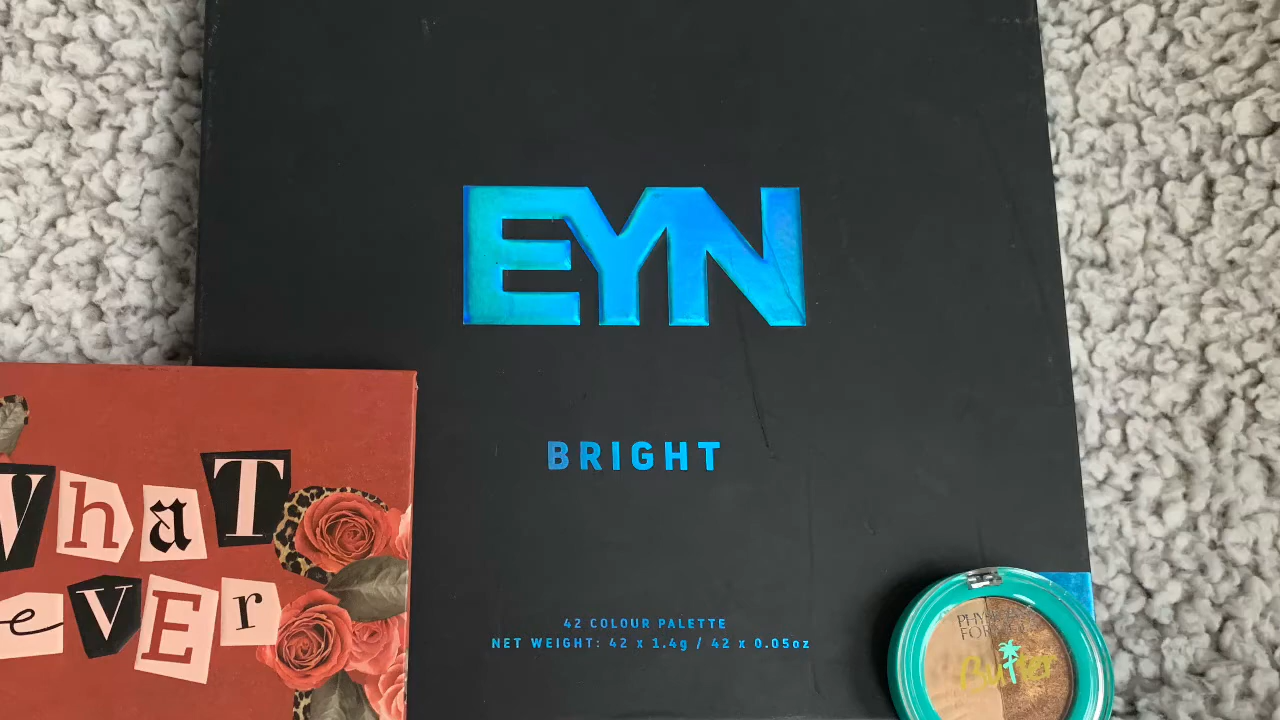 EYN
BRIGHT
42 COLOUR PALETTE
NET WEIGHT: 42 x 1.4g / 42 x 0.05oz
WhaT
eVEr
Butter